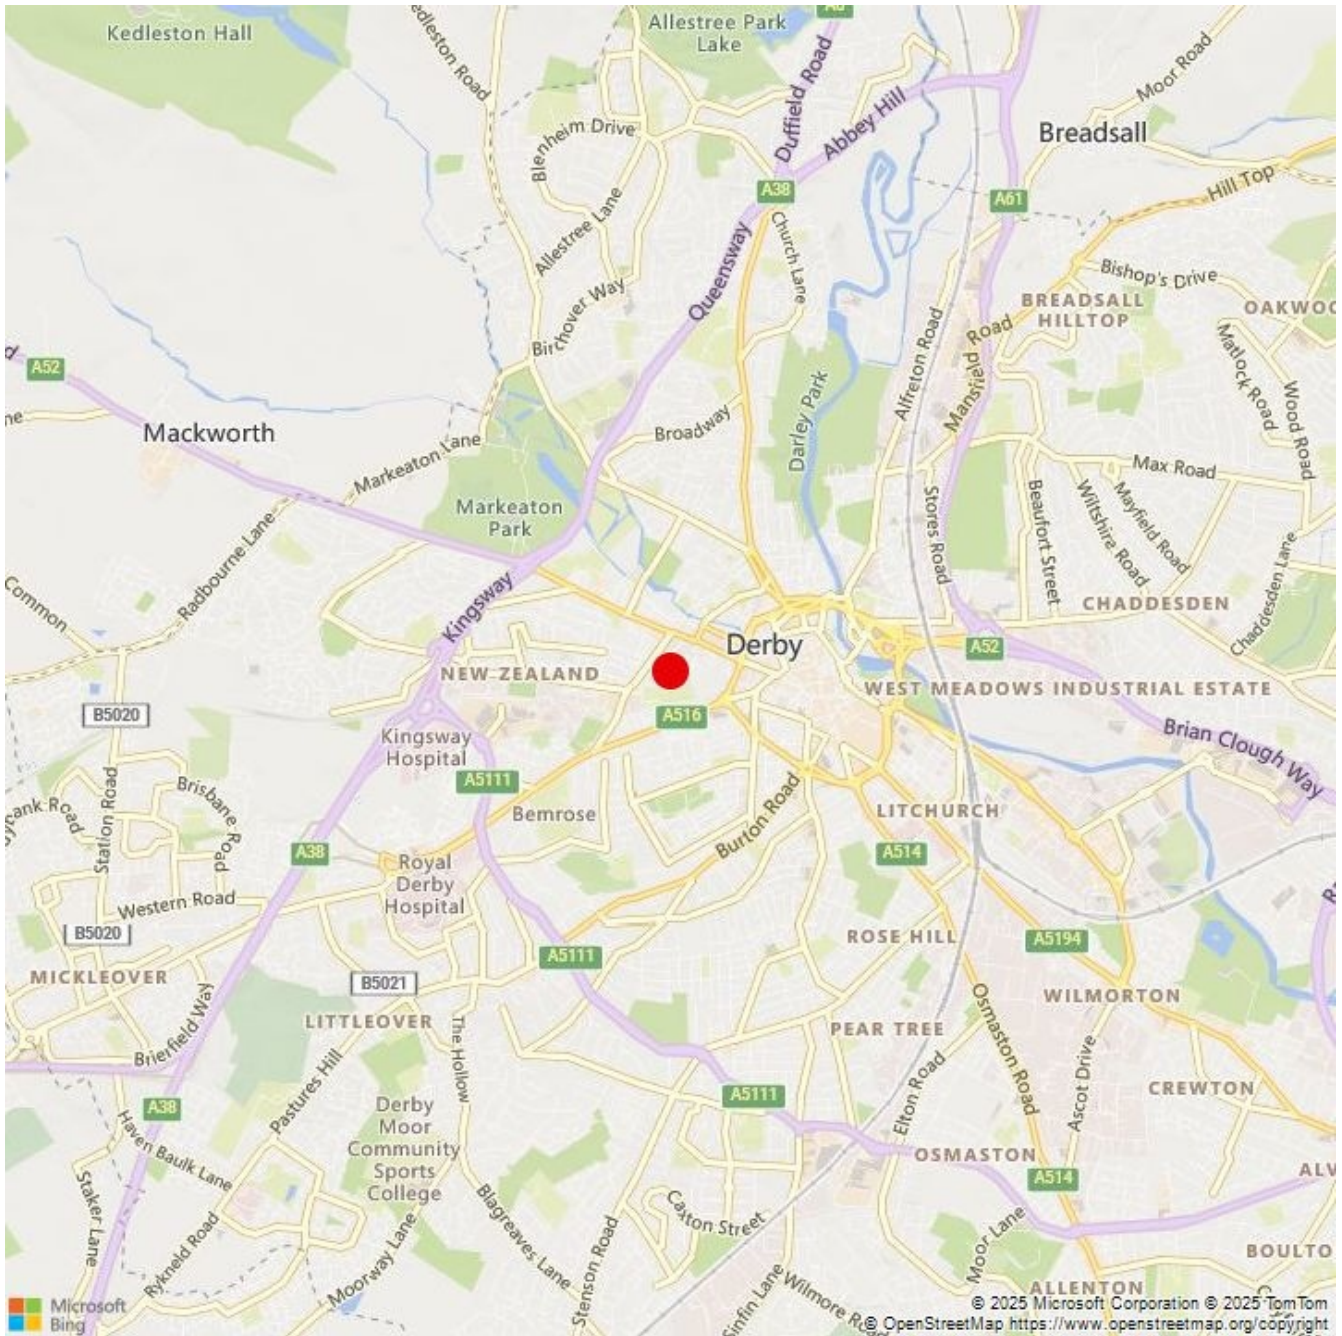 Kedleston Hall
Allestree Park
Lake
Duffield Road
Abbey Hill
Moor Road
Breadsall
Blenheim Drive
A38
A61
Hill Top
Allestree Lane
Church Lane
Queensway
Bishop's Drive
BREADSALL
HILLTOP
Birchover Way
Road
Mansfield
Alfreton Road
Matlock Road
Wood Road
A52
Darley Park
Broadway
Mackworth
Markeaton Lane
Max Road
Markeaton
Park
Stores Road
Beaufort Street
Wiltshire Road
Mayfield Road
Radbourne Lane
Common
Kingsway
CHADDESDEN
Chaddesden Lane
Derby
A52
NEW ZEALAND
WEST MEADOWS INDUSTRIAL ESTATE
B5020
A516
Kingsway
Hospital
Brian Clough Way
A5111
Station Road
Brisbane Road
Bemrose
Burton Road
LITCHURCH
A38
A514
Royal
Derby
Hospital
Western Road
B5020
ROSE HILL
A5194
A5111
MICKLEOVER
B5021
WILMORTON
LITTLEOVER
The Hollow
Osmaston Road
PEAR TREE
Brierfield Way
Pastures Hill
Elton Road
Ascot Drive
CREWTON
A38
A5111
Derby
Moor
Community
Sports
College
Haven Baulk Lane
OSMASTON
A514
Staker Lane
Blagreaves Lane
Caxton Street
Moor Lane
Rykneld Road
Moorway Lane
Stenson Road
ALLENTON
Wilmore
Microsoft
Bing
© 2025 Microsoft Corporation © 2025 TomTom
© OpenStreetMap https://www.openstreetmap.org/copyright